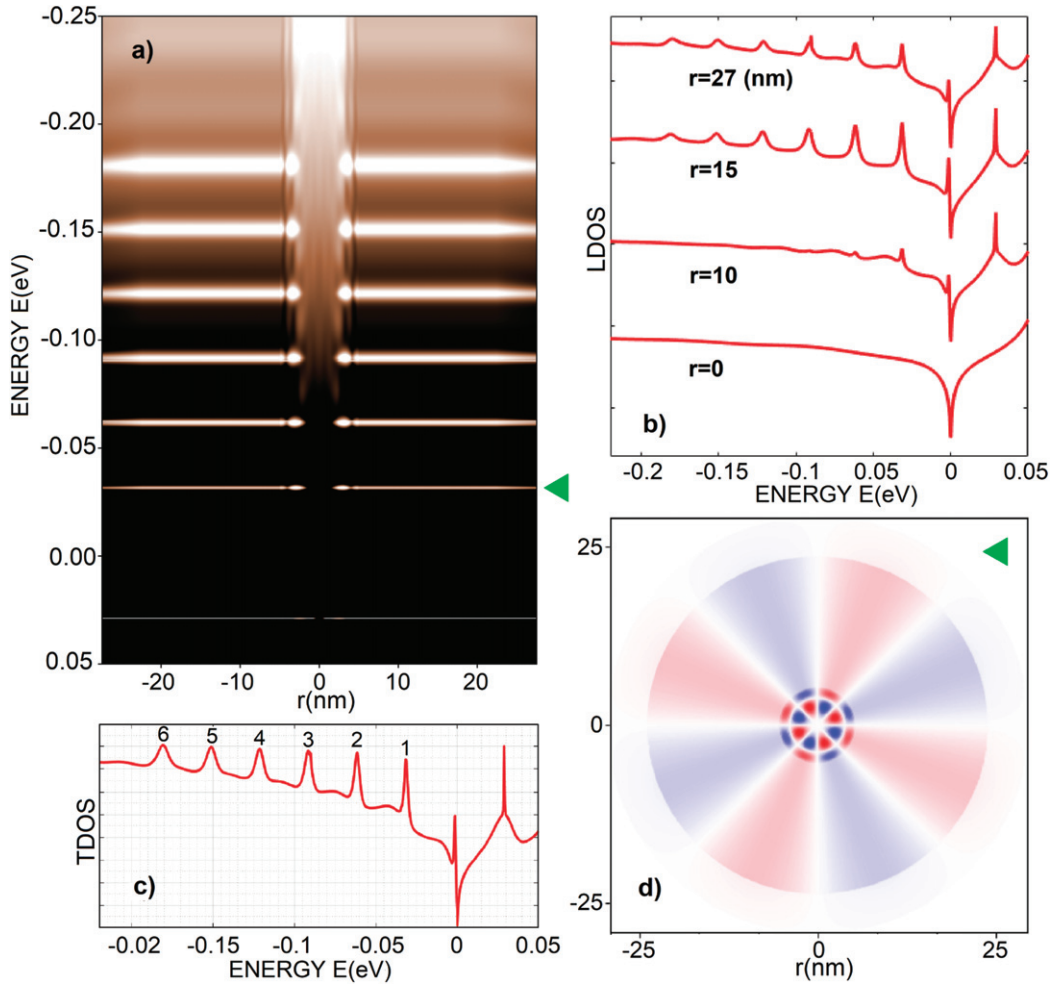 a)
ENERGY E(eV)
-0.25
-0.20
-0.15
-0.10
-0.05
0.00
0.05
-20
-10
0
10
20
r(nm)
b)
LDOS
r=27 (nm)
r=15
r=10
r=0
-0.2
-0.15
-0.1
0.05
0
0.05
ENERGY E(eV)
c)
TDOS
6
5
4
3
2
1
-0.02
-0.15
-0.1
-0.05
0
0.05
ENERGY E(eV)
d)
25
0
-25
-25
0
25
r(nm)